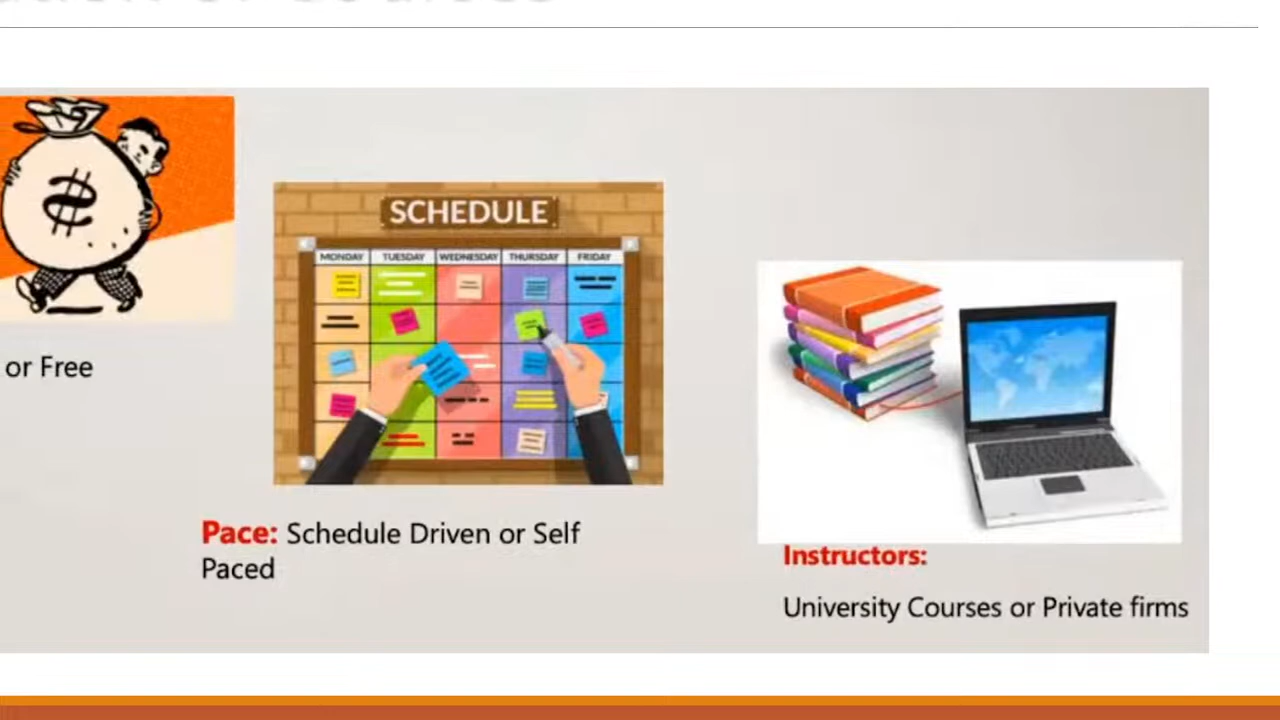 or Free
SCHEDULE
MONDAY TUESDAY WEDNESDAY THURSDAY FRIDAY
Pace: Schedule Driven or Self
Paced
Instructors:
University Courses or Private firms